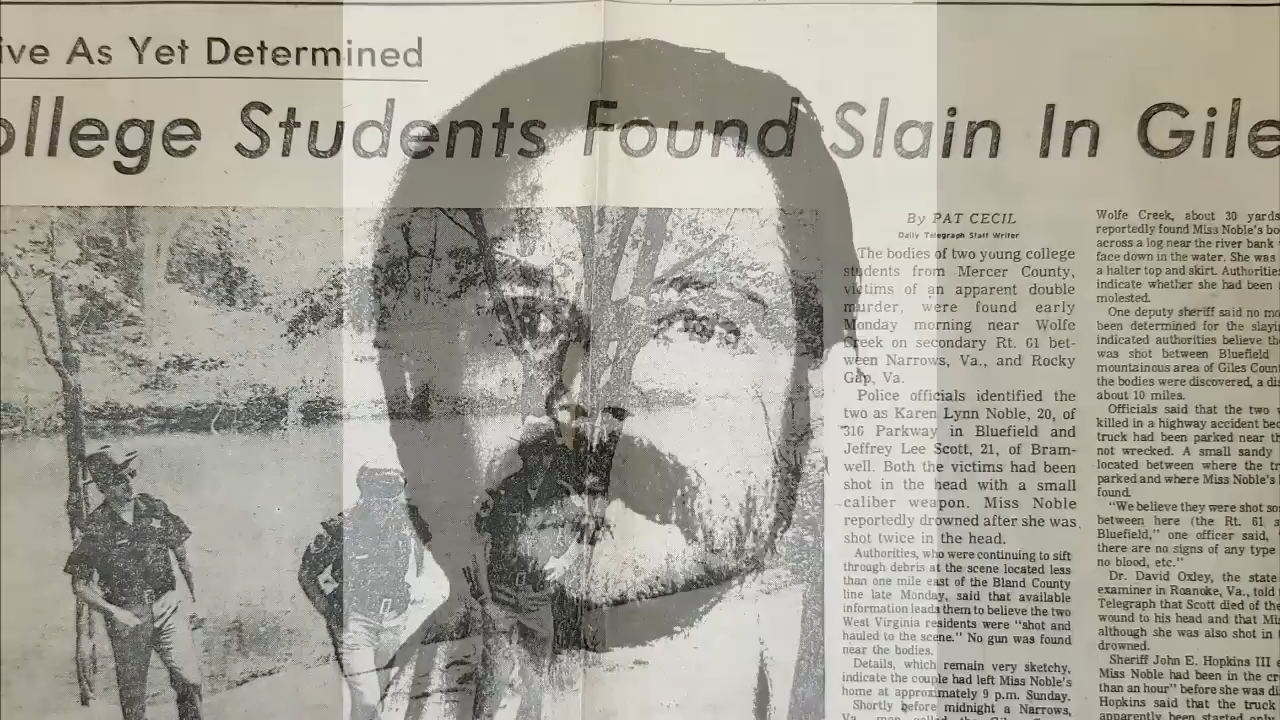 ive As Yet Determined
ollege Students Found Slain In Gile
By PAT CECIL
Daily Telegraph Staff Writer
The bodies of two young college
students from Mercer County,
victims of an apparent double
murder, were found early
Monday morning near Wolfe
Creek on secondary Rt. 61 bet-
ween Narrows, Va., and Rocky
Gap, Va.
Police officials identified the
two as Karen Lynn Noble, 20, of
316 Parkway in Bluefield and
Jeffrey Lee Scott, 21, of Bram-
well. Both the victims had been
shot in the head with a small
caliber weapon. Miss Noble
reportedly drowned after she was
shot twice in the head.
Authorities, who were continuing to sift
through debris at the scene located less
than one mile east of the Bland County
line late Monday, said that available
information leads them to believe the two
West Virginia residents were "shot and
hauled to the scene." No gun was found
near the bodies.
Details, which remain very sketchy,
indicate the couple had left Miss Noble's
home at approximately 9 p.m. Sunday.
Shortly before midnight a Narrows,
Wolfe Creek, about 30 yards
reportedly found Miss Noble's bo
across a log near the river bank
face down in the water. She was
a halter top and skirt. Authorities
indicate whether she had been
molested.
One deputy sheriff said no mo
been determined for the slayi
indicated authorities believe th
was shot between Bluefield
mountainous area of Giles Count
the bodies were discovered, a di
about 10 miles.
Officials said that the two
killed in a highway accident bec
truck had been parked near th
not wrecked. A small sandy
located between where the tr
parked and where Miss Noble's
found.
"We believe they were shot so
between here (the Rt. 61 a
Bluefield," one officer said,
there are no signs of any type
no blood, etc."
Dr. David Oxley, the state
examiner in Roanoke, Va., told
Telegraph that Scott died of the
wound to his head and that Mi
although she was also shot in
drowned.
Sheriff John E. Hopkins III
Miss Noble had been in the cr
than an hour" before she was di
Hopkins said that the truck
apparently been started on